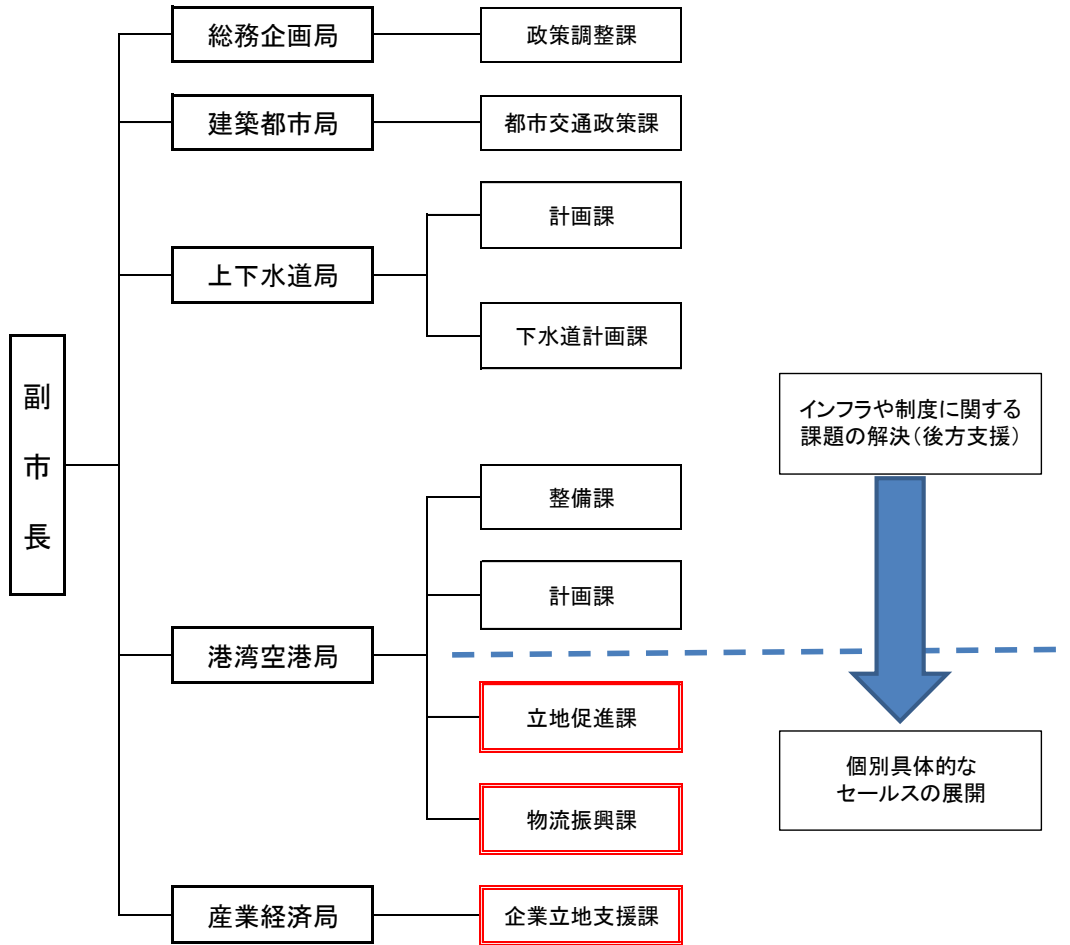 総務企画局
政策調整課
建築都市局
都市交通政策課
計画課
上下水道局
下水道計画課
副市長
インフラや制度に関する
課題の解決（後方支援）
整備課
計画課
港湾空港局
立地促進課
個別具体的な
セールスの展開
物流振興課
産業経済局
企業立地支援課